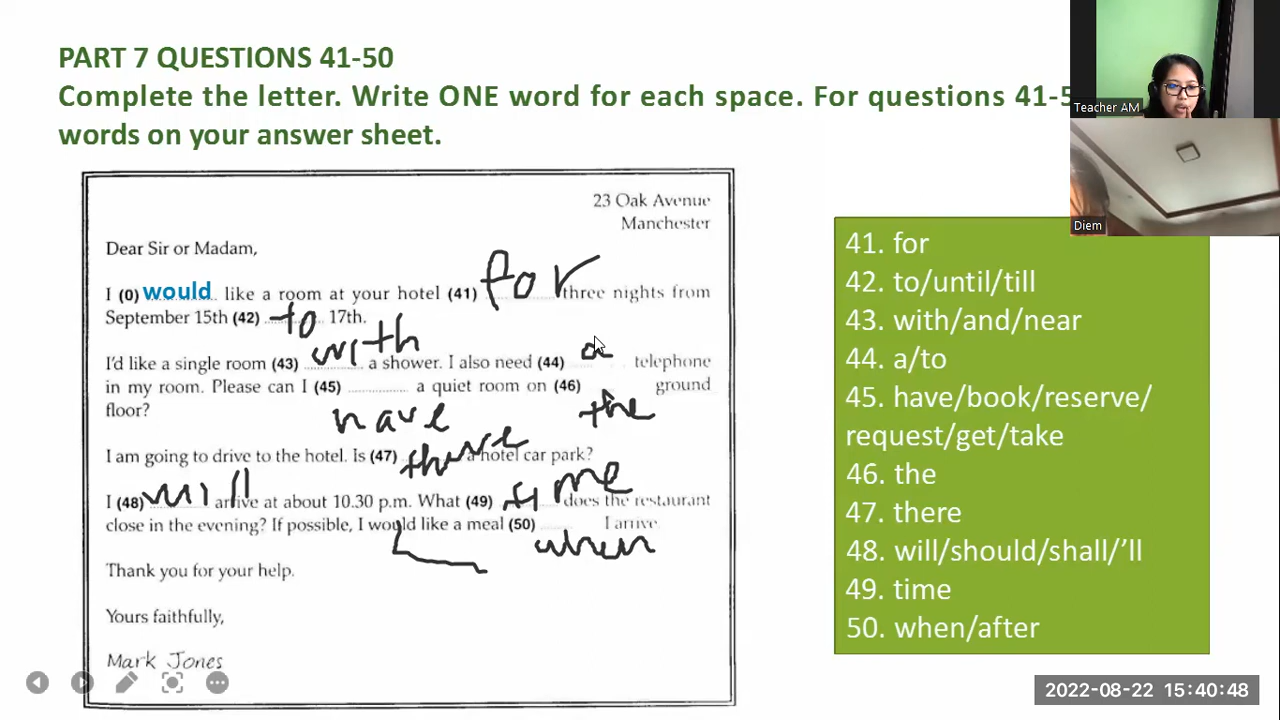 PART 7 QUESTIONS 41-50
Complete the letter. Write ONE word for each space. For questions 41-5
words on your answer sheet.
Teacher AM
Diem
23 Oak Avenue
Manchester
Dear Sir or Madam,
I (0) would like a room at your hotel (41) for three nights from
September 15th (42) to 17th.
I'd like a single room (43) with a shower. I also need (44) a telephone
in my room. Please can I (45) have a quiet room on (46) the ground
floor?
I am going to drive to the hotel. Is (47) there a hotel car park?
I (48) will arrive at about 10.30 p.m. What (49) time does the restaurant
close in the evening? If possible, I would like a meal (50) when I arrive.
Thank you for your help.
Yours faithfully,
Mark Jones
41. for
42. to/until/till
43. with/and/near
44. a/to
45. have/book/reserve/
request/get/take
46. the
47. there
48. will/should/shall/'ll
49. time
50. when/after
2022-08-22 15:40:48